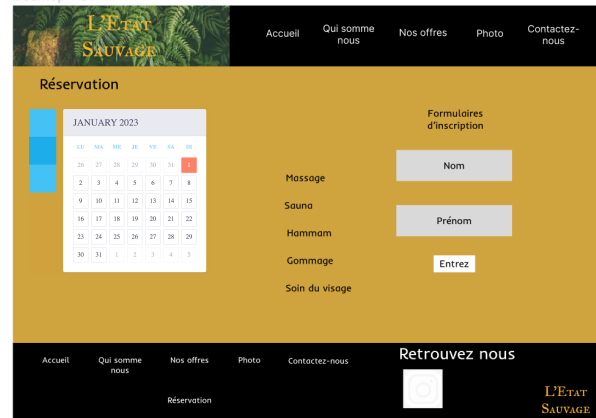 L'ETAT
SAUVAGE
Accueil
Qui somme
nous
Nos offres
Photo
Contactez-
nous
Réservation
JANUARY 2023
LU MA ME JE VE SA DI
26 27 28 29 30 31 1
2 3 4 5 6 7 8
9 10 11 12 13 14 15
16 17 18 19 20 21 22
23 24 25 26 27 28 29
30 31 1 2 3 4 5
Massage
Sauna
Hammam
Gommage
Soin du visage
Formulaires
d'inscription
Nom
Prénom
Entrez
Accueil
Qui somme
nous
Nos offres
Photo
Contactez-nous
Réservation
Retrouvez nous
L'ETAT
SAUVAGE